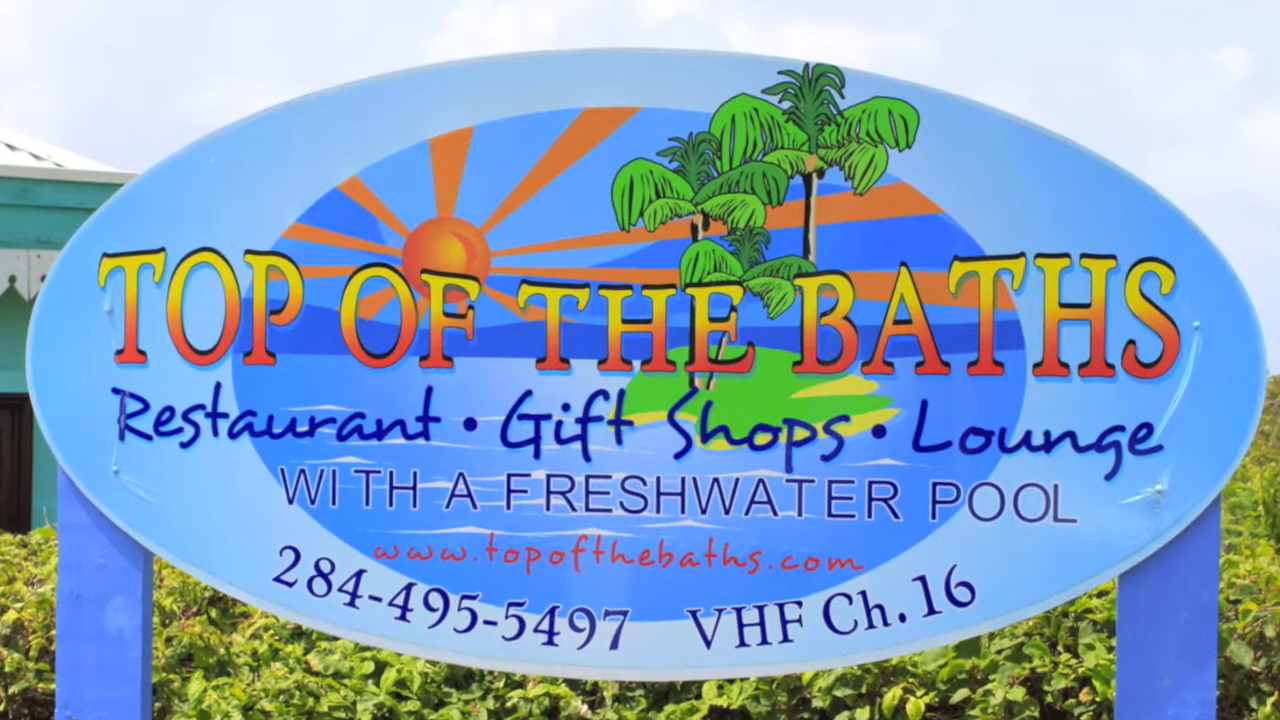 TOP OF THE BATHS
Restaurant • Gift Shops • Lounge
WITH A FRESHWATER POOL
www.topofthebaths.com
284-495-5497 VHF Ch. 16